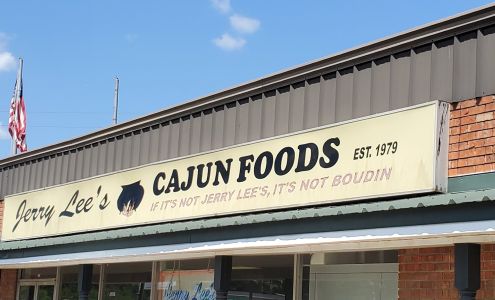 Jerry Lee's CAJUN FOODS EST. 1979
IF IT'S NOT JERRY LEE'S, IT'S NOT BOUDIN